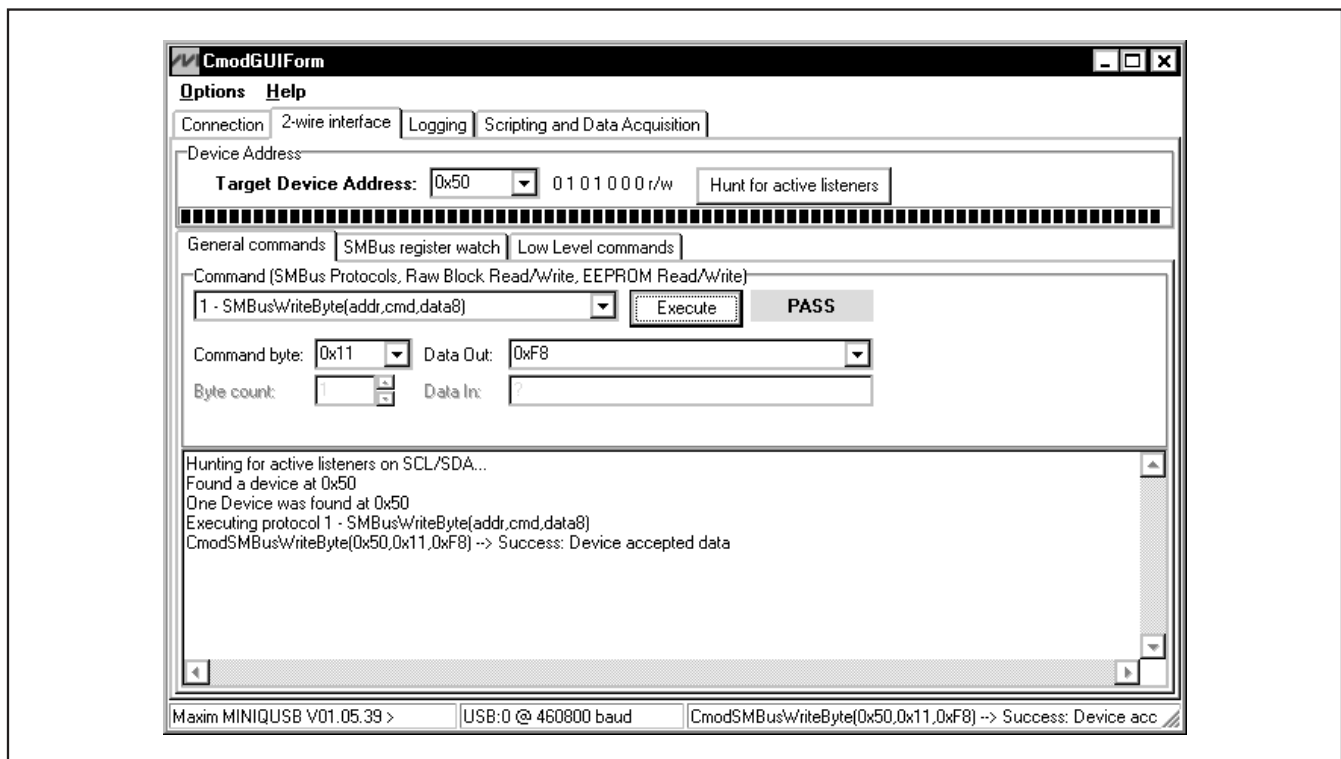 CmodGUIForm
Options Help
Connection 2-wire interface Logging Scripting and Data Acquisition
Device Address
Target Device Address: 0x50 0 1 0 1 0 0 0 r/w Hunt for active listeners
General commands SMBus register watch Low Level commands
Command (SMBus Protocols, Raw Block Read/Write, EEPROM Read/Write)
1 - SMBusWriteByte(addr,cmd,data8) Execute PASS
Command byte: 0x11 Data Out: 0xF8
Byte count: 1 Data In: ?
Hunting for active listeners on SCL/SDA...
Found a device at 0x50
One Device was found at 0x50
Executing protocol 1 - SMBusWriteByte(addr,cmd,data8)
CmodSMBusWriteByte(0x50,0x11,0xF8) --> Success: Device accepted data
Maxim MINIQUSB V01.05.39 > USB:0 @ 460800 baud CmodSMBusWriteByte(0x50,0x11,0xF8) --> Success: Device acc